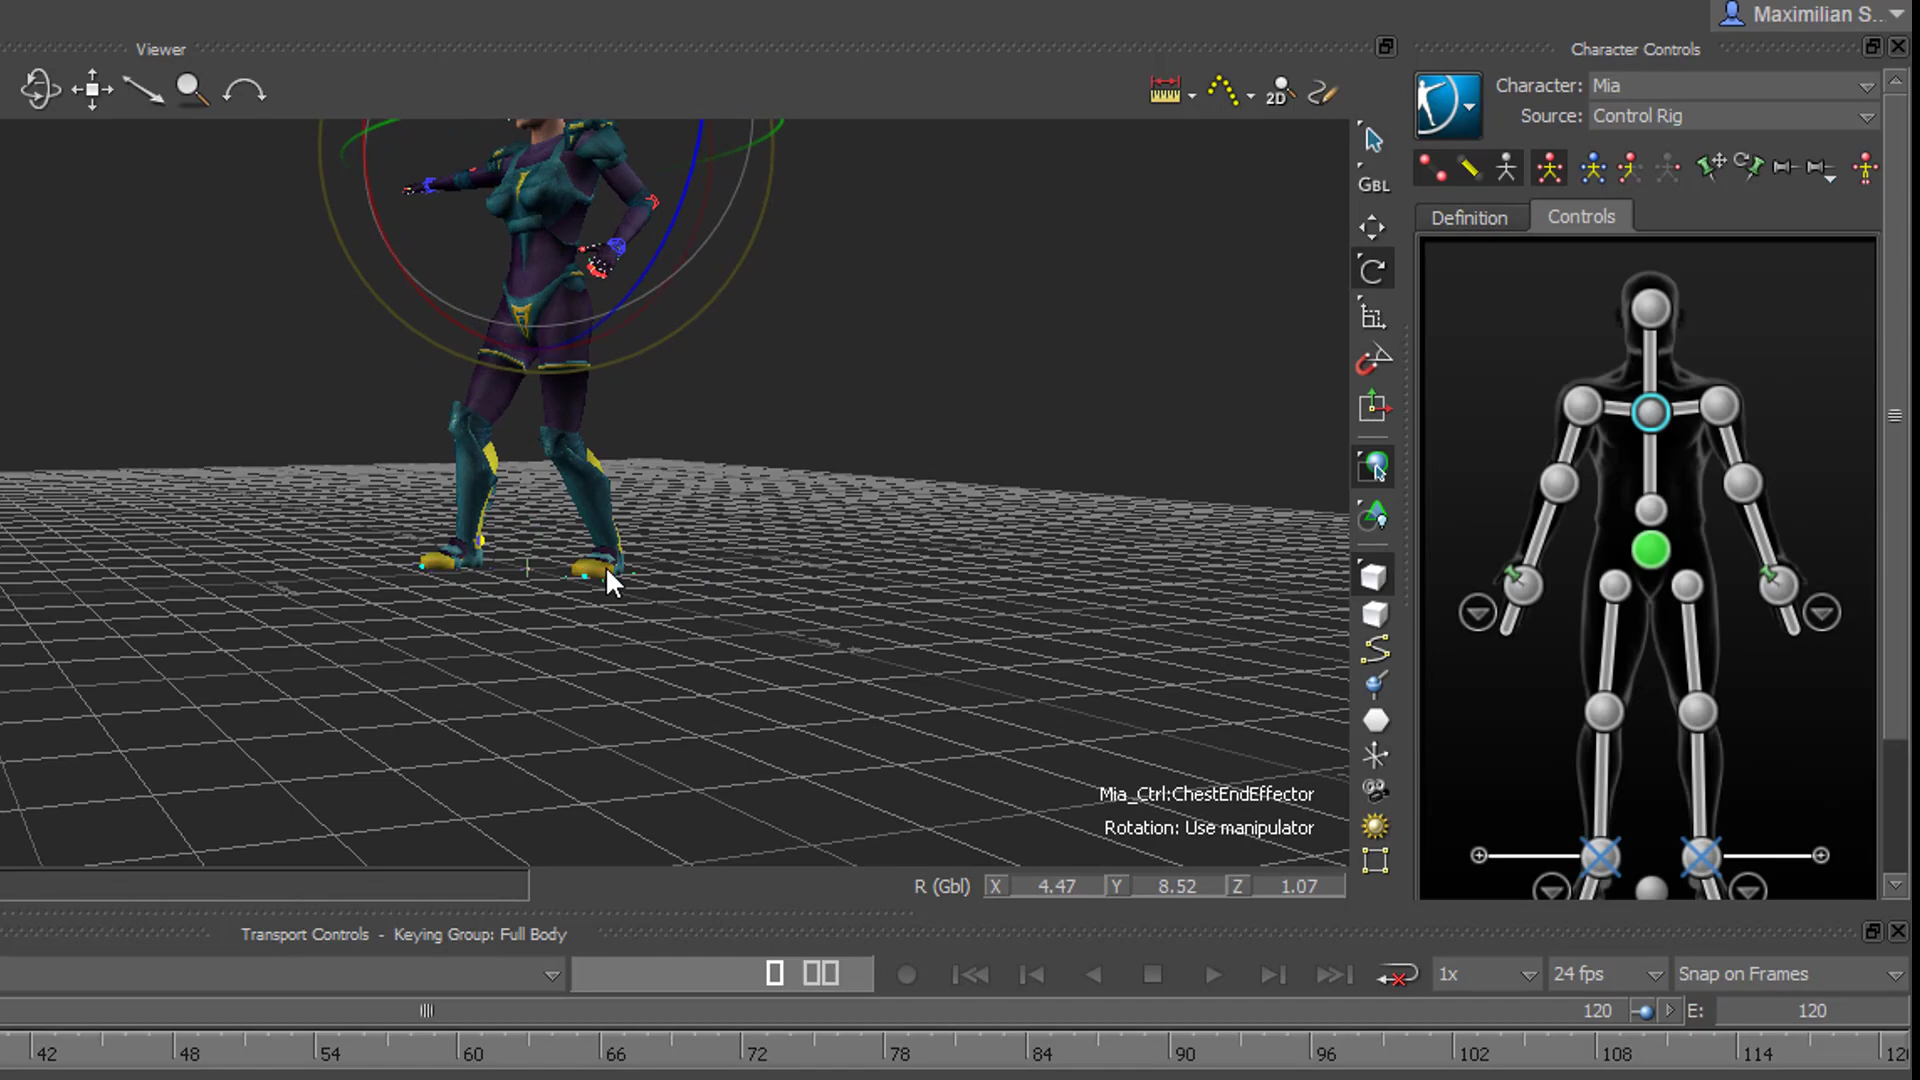 Maximilian S...
Viewer
Character Controls
2D
Character: Mia
Source: Control Rig
GBL
Definition
Controls
Mia_Ctrl:ChestEndEffector
Rotation: Use manipulator
R (Gbl) X 4.47 Y 8.52 Z 1.07
Transport Controls - Keying Group: Full Body
1x
24 fps
Snap on Frames
120
E:
120
42 48 54 60 66 72 78 84 90 96 102 108 114